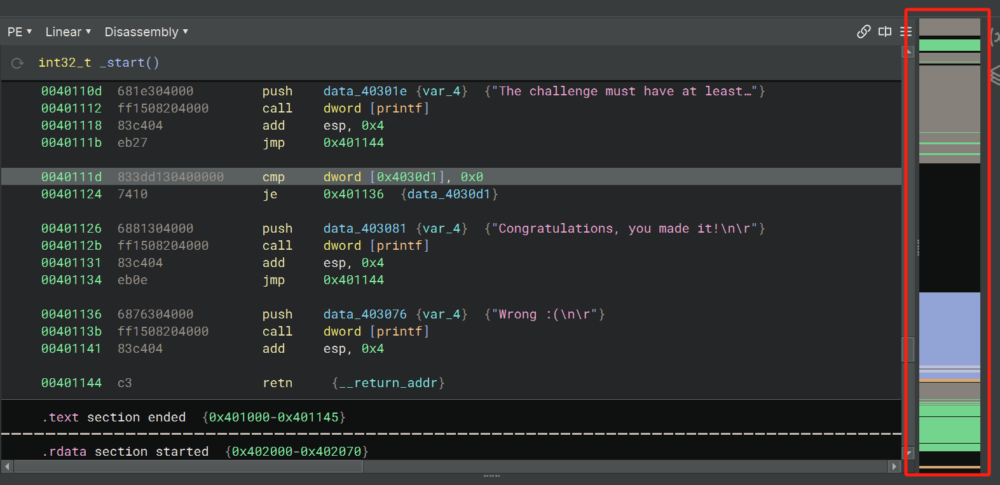 PE ▾ Linear ▾ Disassembly ▾
int32_t _start()
0040110d 681e304000 push data_40301e {var_4} {"The challenge must have at least…"}
00401112 ff1508204000 call dword [printf]
00401118 83c404 add esp, 0x4
0040111b eb27 jmp 0x401144
0040111d 833dd130400000 cmp dword [0x4030d1], 0x0
00401124 7410 je 0x401136 {data_4030d1}
00401126 6881304000 push data_403081 {var_4} {"Congratulations, you made it!\n\r"}
0040112b ff1508204000 call dword [printf]
00401131 83c404 add esp, 0x4
00401134 eb0e jmp 0x401144
00401136 6876304000 push data_403076 {var_4} {"Wrong :(\n\r"}
0040113b ff1508204000 call dword [printf]
00401141 83c404 add esp, 0x4
00401144 c3 retn {__return_addr}
.text section ended {0x401000-0x401145}
.rdata section started {0x402000-0x402070}